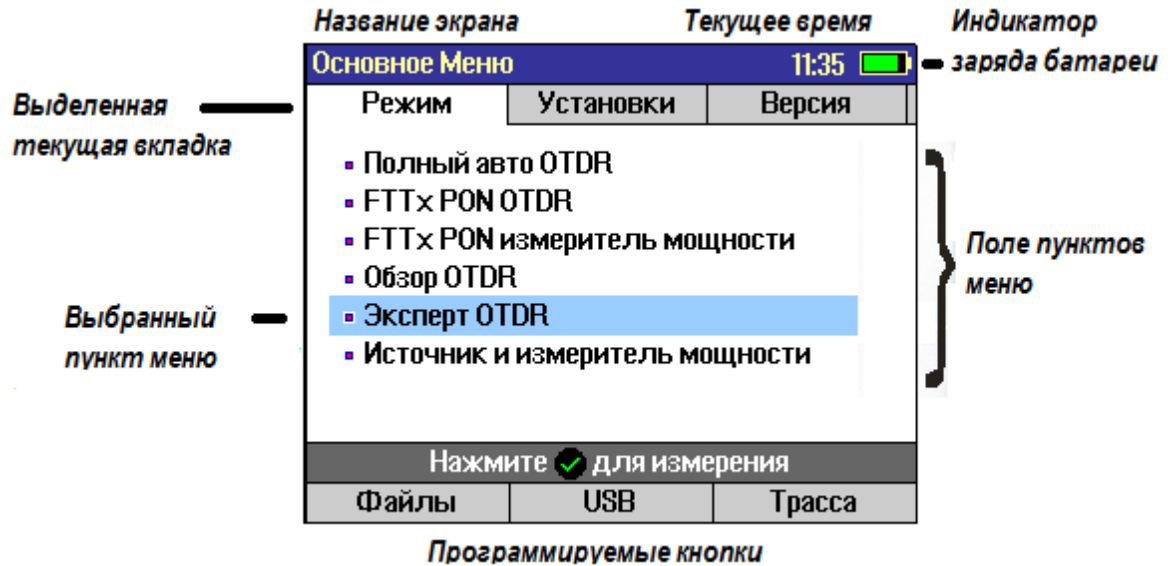 Название экрана Текущее время Индикатор
заряда батареи
Основное Меню 11:35
Выделенная
текущая вкладка
Режим Установки Версия
Полный авто OTDR
FTTx PON OTDR
FTTx PON измеритель мощности
Обзор OTDR
Эксперт OTDR
Источник и измеритель мощности
Поле пунктов
меню
Выбранный
пункт меню
Нажмите для измерения
Файлы USB Трасса
Программируемые кнопки